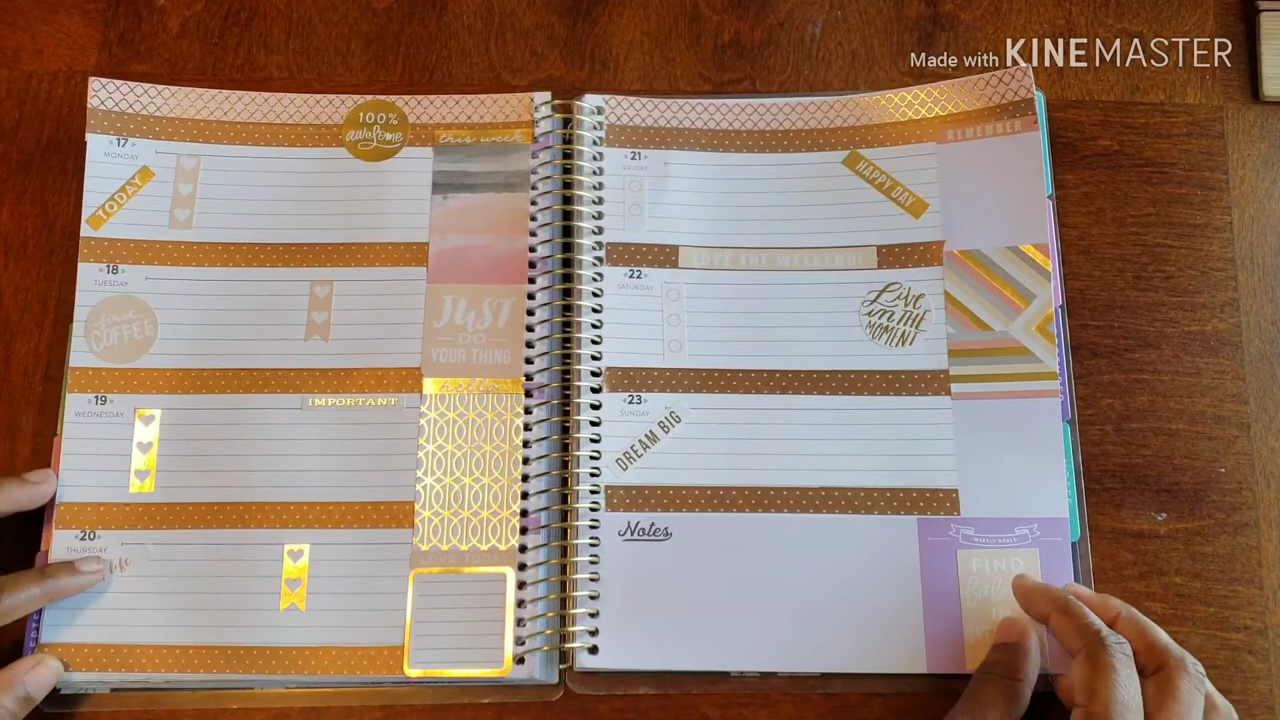 Made with KINEMASTER
100%
awesome
this week
17
MONDAY
TODAY
18
TUESDAY
first
COFFEE
JUST
DO
YOUR THING
19
WEDNESDAY
IMPORTANT
hello
20
THURSDAY
REMEMBER
21
FRIDAY
HAPPY DAY
LOVE THE WEEKEND!
22
SATURDAY
LIVE
IN THE
MOMENT
23
SUNDAY
DREAM BIG
Notes
WEEKLY GOALS
FIND